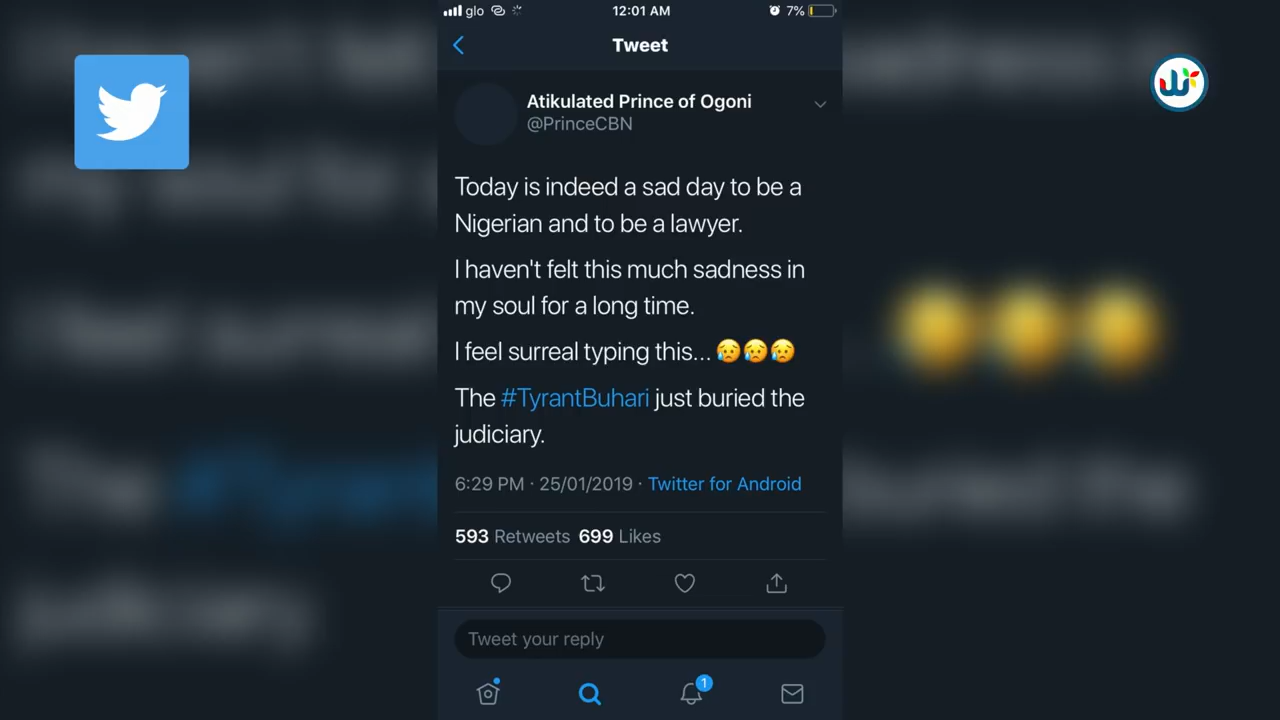 glo 12:01 AM 7%
Tweet
Atikulated Prince of Ogoni
@PrinceCBN
Today is indeed a sad day to be a
Nigerian and to be a lawyer.
I haven't felt this much sadness in
my soul for a long time.
I feel surreal typing this... 😥😥😥
The #TyrantBuhari just buried the
judiciary.
6:29 PM · 25/01/2019 · Twitter for Android
593 Retweets 699 Likes
Tweet your reply
1